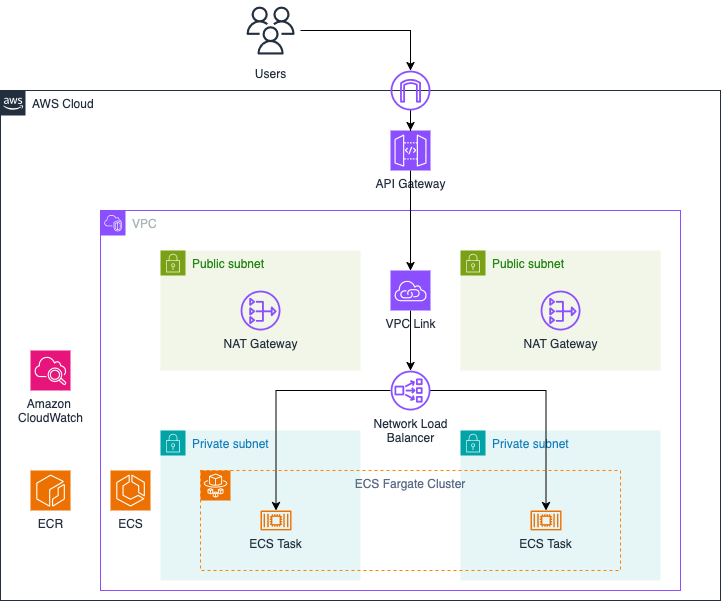 Users
aws
AWS Cloud
API Gateway
VPC
Public subnet
Public subnet
NAT Gateway
VPC Link
NAT Gateway
Amazon
CloudWatch
Network Load
Balancer
Private subnet
Private subnet
ECS Fargate Cluster
ECR
ECS
ECS Task
ECS Task